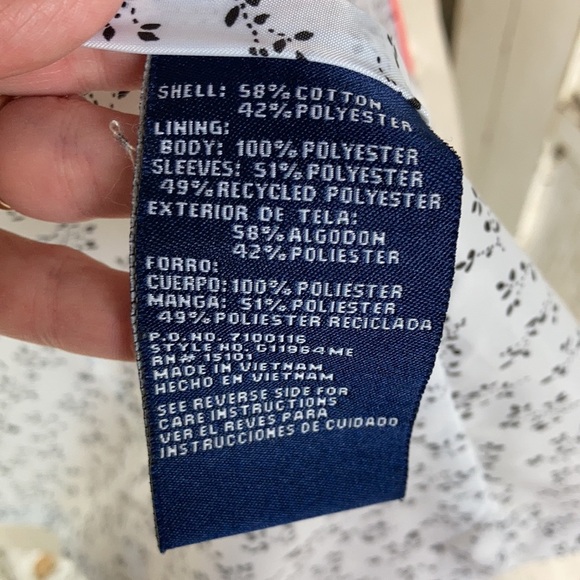 SHELL: 58% COTTON
42% POLYESTER
LINING:
BODY: 100% POLYESTER
SLEEVES: 51% POLYESTER
49% RECYCLED POLYESTER
EXTERIOR DE TELA:
58% ALGODON
42% POLIESTER
FORRO:
CUERPO: 100% POLIESTER
MANGA: 51% POLIESTER
49% POLIESTER RECICLADA
P.O. NO. 7100116
STYLE NO. G11964ME
RN# 15101
MADE IN VIETNAM
HECHO EN VIETNAM
SEE REVERSE SIDE FOR
CARE INSTRUCTIONS
VER EL REVES PARA
INSTRUCCIONES DE CUIDADO